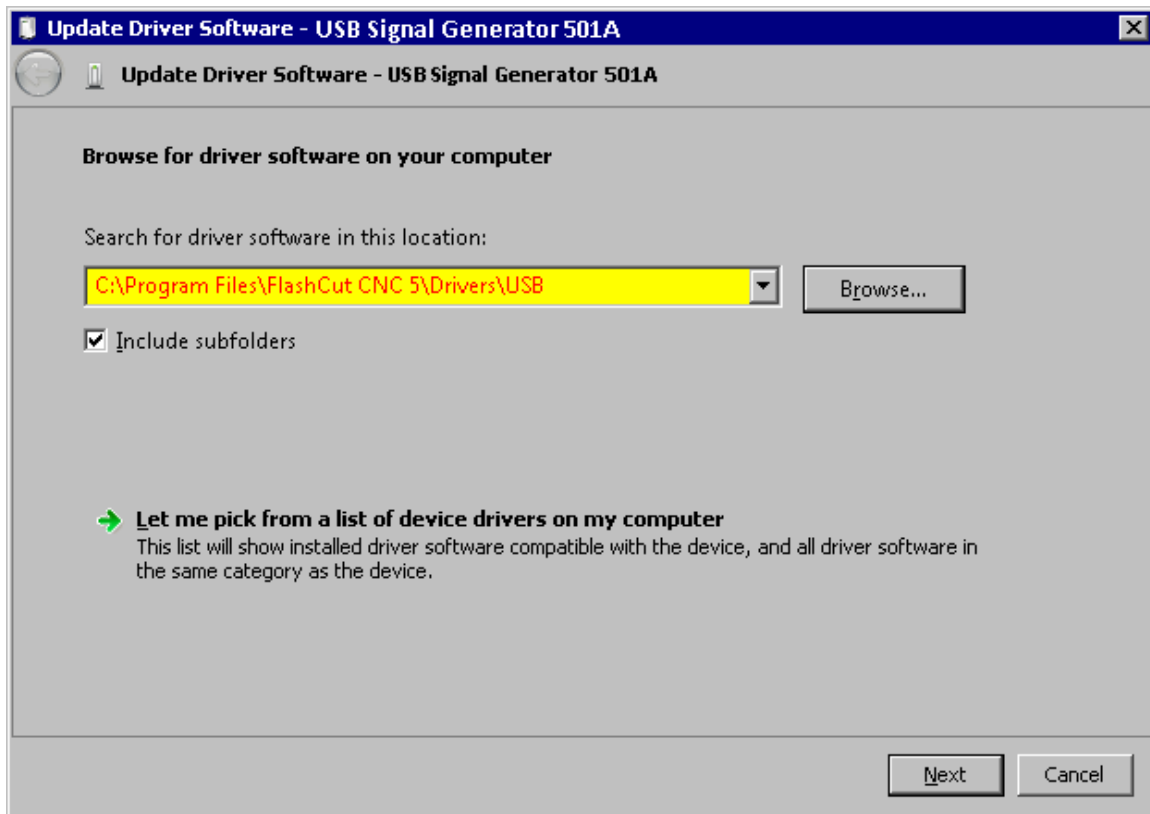 Update Driver Software - USB Signal Generator 501A
Update Driver Software - USB Signal Generator 501A
Browse for driver software on your computer
Search for driver software in this location:
C:\Program Files\FlashCut CNC 5\Drivers\USB
Browse...
Include subfolders
Let me pick from a list of device drivers on my computer
This list will show installed driver software compatible with the device, and all driver software in
the same category as the device.
Next
Cancel